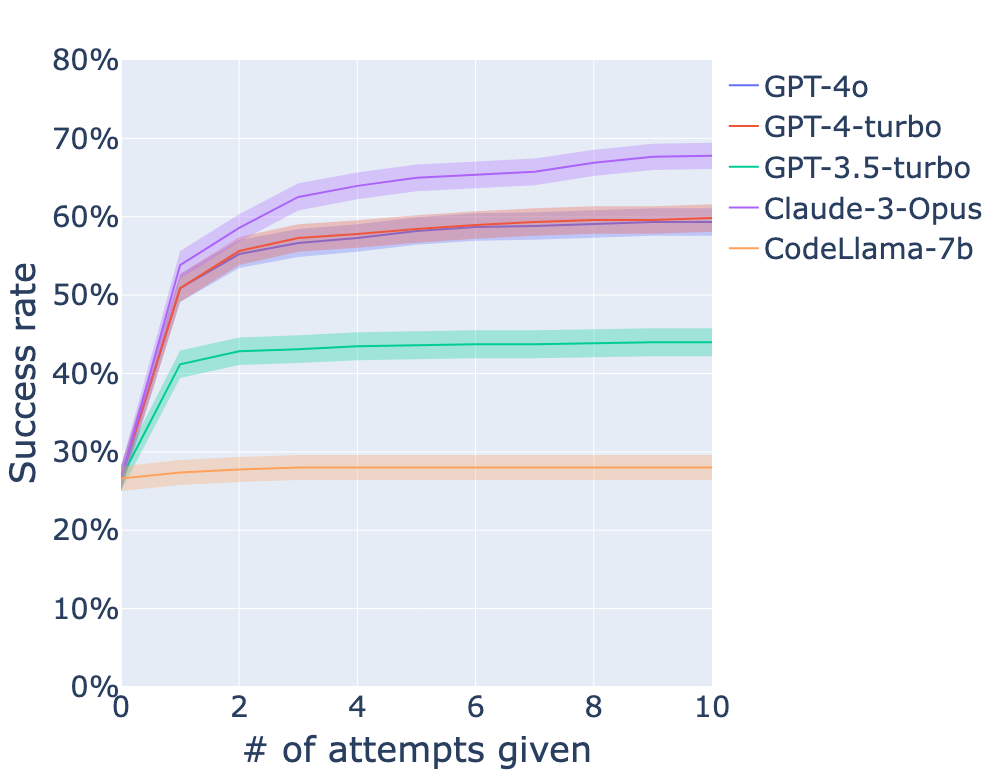 80%
70%
60%
50%
40%
30%
20%
10%
0%
Success rate
0 2 4 6 8 10
# of attempts given
GPT-4o
GPT-4-turbo
GPT-3.5-turbo
Claude-3-Opus
CodeLlama-7b